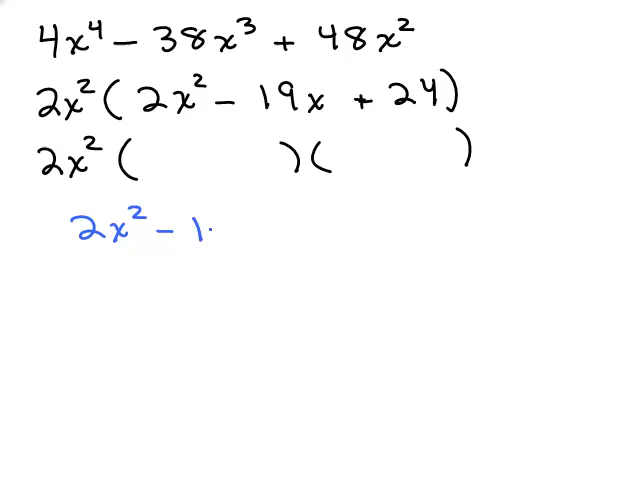 4x⁴ - 38x³ + 48x²
2x² ( 2x² - 19x + 24 )
2x² ( ) ( )
2x² - 1